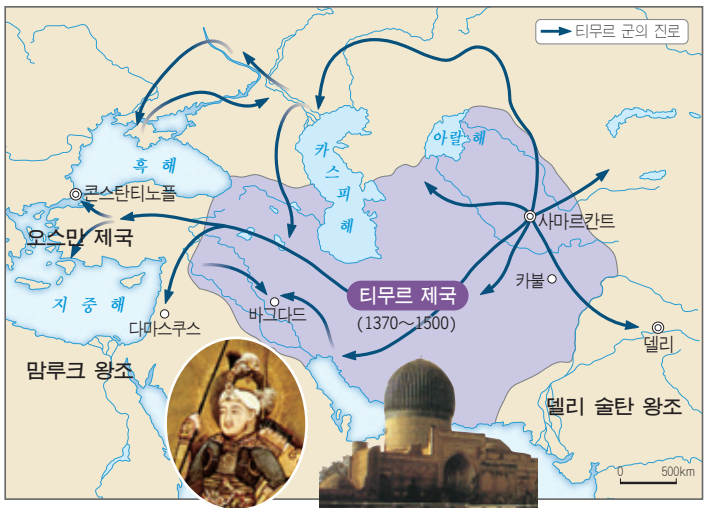 티무르 군의 진로
흑 해
카스피해
아랄 해
콘스탄티노플
사마르칸트
오스만 제국
티무르 제국
(1370~1500)
카불
지 중 해
다마스쿠스
바그다드
델리
맘루크 왕조
델리 술탄 왕조
0 500km